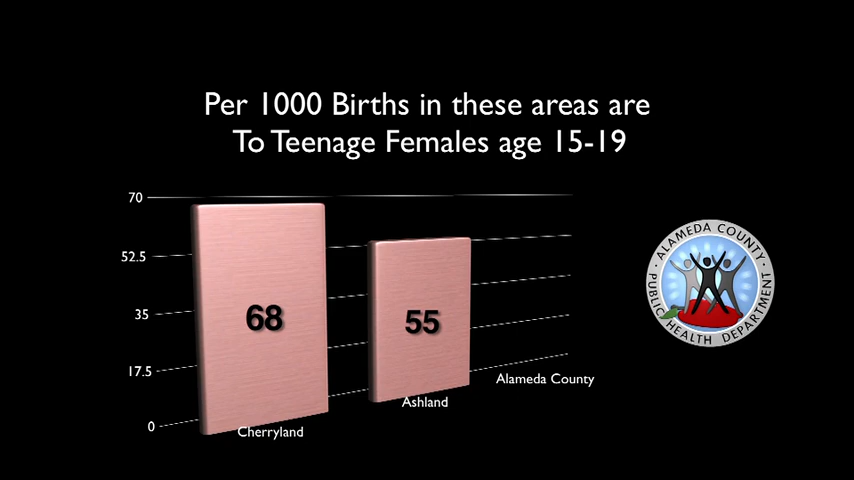 Per 1000 Births in these areas are
To Teenage Females age 15-19
70
52.5
35
17.5
0
68
55
Cherryland
Ashland
Alameda County
· ALAMEDA COUNTY ·
PUBLIC HEALTH DEPARTMENT